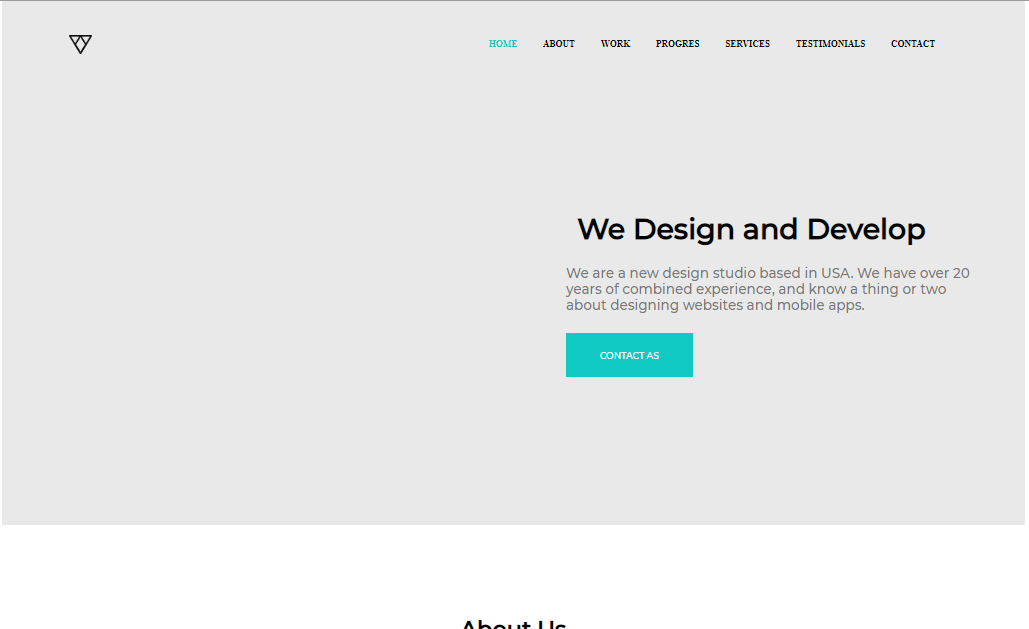 HOME ABOUT WORK PROGRES SERVICES TESTIMONIALS CONTACT
We Design and Develop
We are a new design studio based in USA. We have over 20
years of combined experience, and know a thing or two
about designing websites and mobile apps.
CONTACT AS
About Us